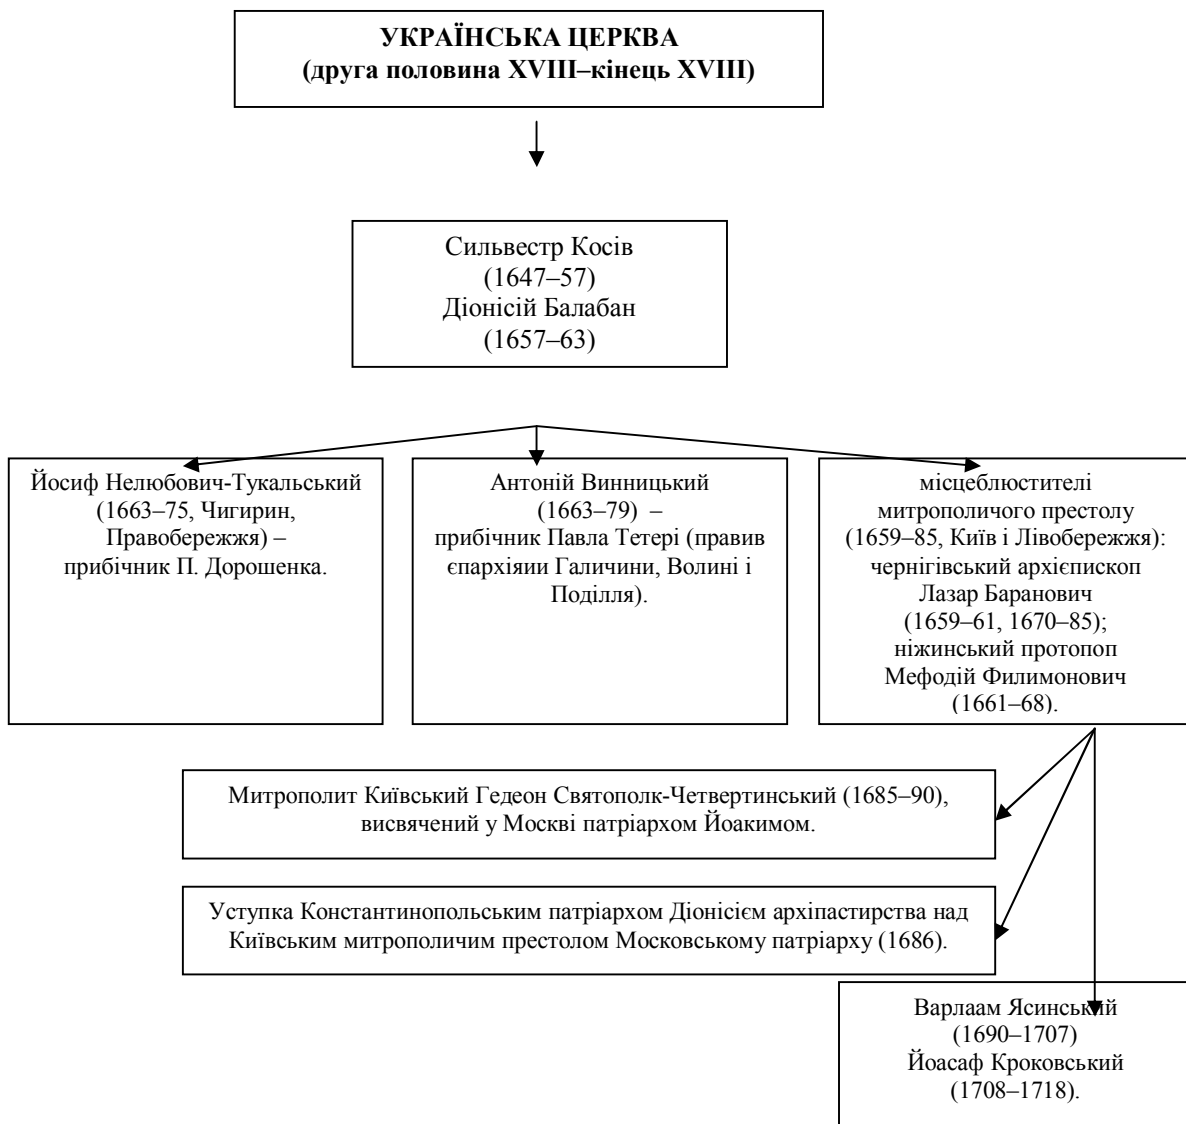 УКРАЇНСЬКА ЦЕРКВА
(друга половина XVIII–кінець XVIII)
Сильвестр Косів
(1647–57)
Діонісій Балабан
(1657–63)
Йосиф Нелюбович-Тукальський
(1663–75, Чигирин,
Правобережжя) –
прибічник П. Дорошенка.
Антоній Винницький
(1663–79) –
прибічник Павла Тетері (правив
єпархіяии Галичини, Волині і
Поділля).
місцеблюстителі
митрополичого престолу
(1659–85, Київ і Лівобережжя):
чернігівський архієпископ
Лазар Баранович
(1659–61, 1670–85);
ніжинський протопоп
Мефодій Филимонович
(1661–68).
Митрополит Київський Гедеон Святополк-Четвертинський (1685–90),
висвячений у Москві патріархом Йоакимом.
Уступка Константинопольським патріархом Діонісієм архіпастирства над
Київським митрополичим престолом Московському патріарху (1686).
Варлаам Ясинський
(1690–1707)
Йоасаф Кроковський
(1708–1718).